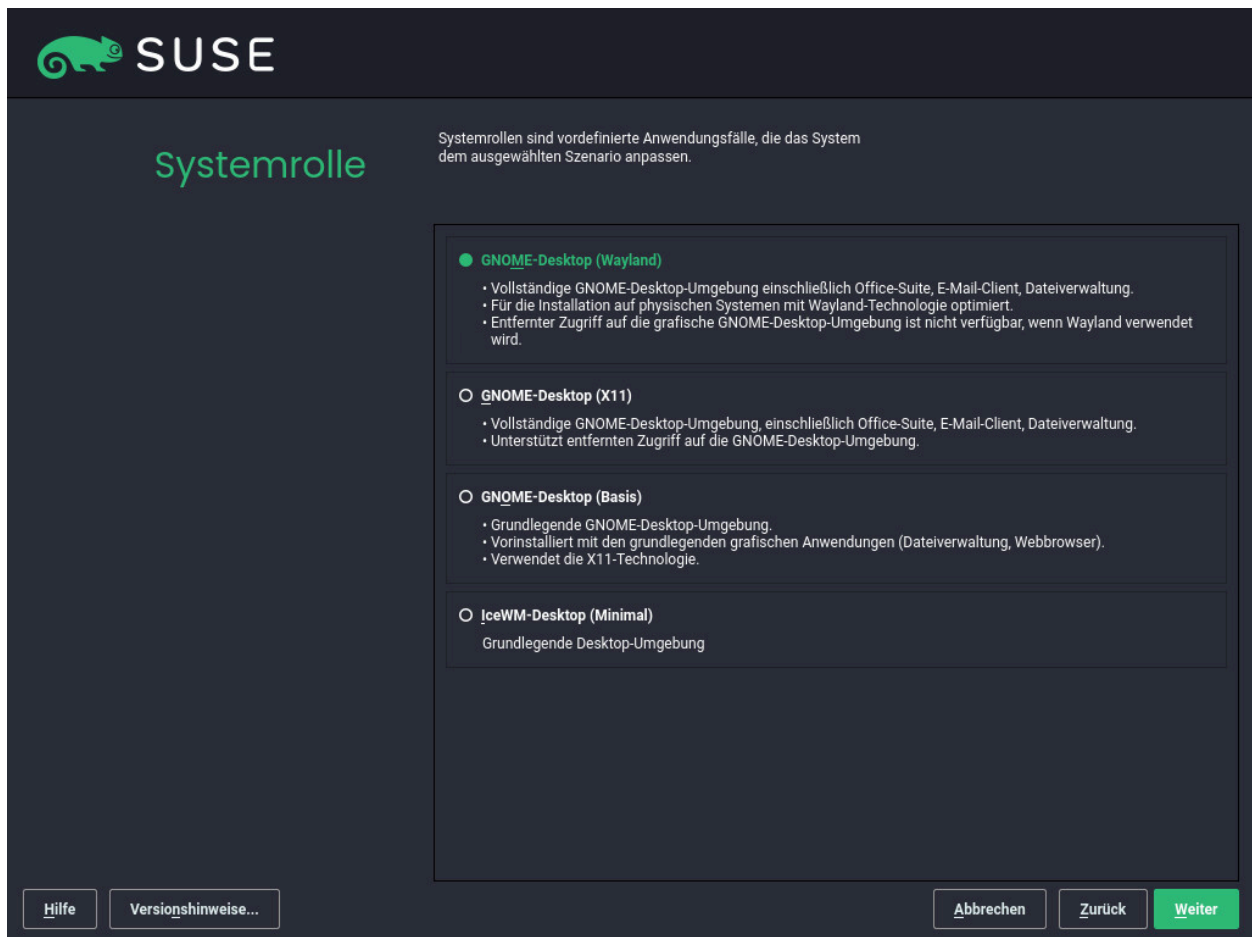 SUSE
Systemrolle
Systemrollen sind vordefinierte Anwendungsfälle, die das System
dem ausgewählten Szenario anpassen.
GNOME-Desktop (Wayland)
• Vollständige GNOME-Desktop-Umgebung einschließlich Office-Suite, E-Mail-Client, Dateiverwaltung.
• Für die Installation auf physischen Systemen mit Wayland-Technologie optimiert.
• Entfernter Zugriff auf die grafische GNOME-Desktop-Umgebung ist nicht verfügbar, wenn Wayland verwendet
wird.
GNOME-Desktop (X11)
• Vollständige GNOME-Desktop-Umgebung, einschließlich Office-Suite, E-Mail-Client, Dateiverwaltung.
• Unterstützt entfernten Zugriff auf die GNOME-Desktop-Umgebung.
GNOME-Desktop (Basis)
• Grundlegende GNOME-Desktop-Umgebung.
• Vorinstalliert mit den grundlegenden grafischen Anwendungen (Dateiverwaltung, Webbrowser).
• Verwendet die X11-Technologie.
IceWM-Desktop (Minimal)
Grundlegende Desktop-Umgebung
Hilfe
Versionshinweise...
Abbrechen
Zurück
Weiter